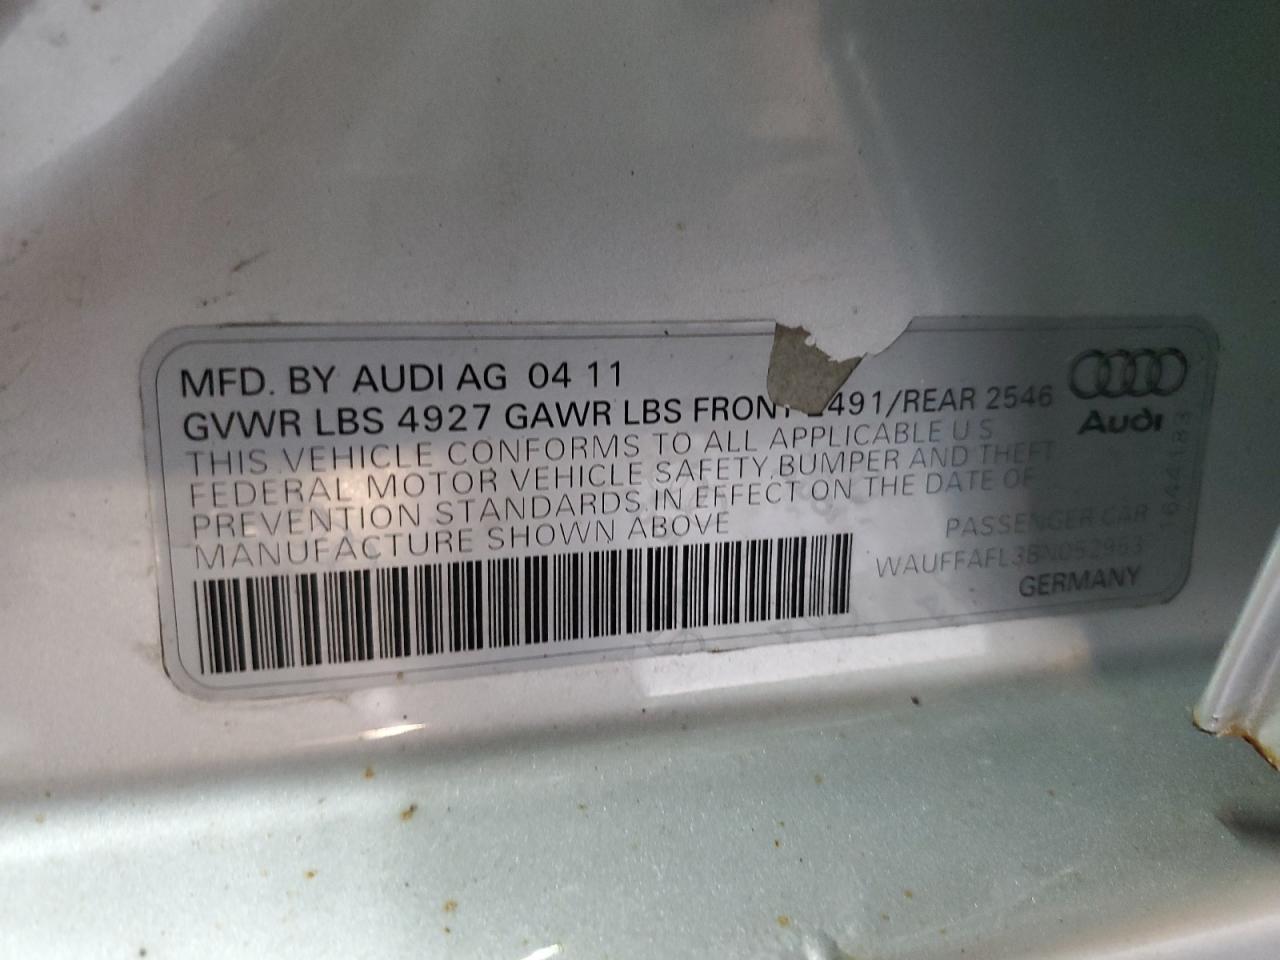 MFD. BY AUDI AG 04 11
GVWR LBS 4927 GAWR LBS FRONT 2491/REAR 2546
THIS VEHICLE CONFORMS TO ALL APPLICABLE U S
FEDERAL MOTOR VEHICLE SAFETY, BUMPER AND THEFT
PREVENTION STANDARDS IN EFFECT ON THE DATE OF
MANUFACTURE SHOWN ABOVE
Audi
PASSENGER CAR
WAUFFAFL3BN052963
GERMANY